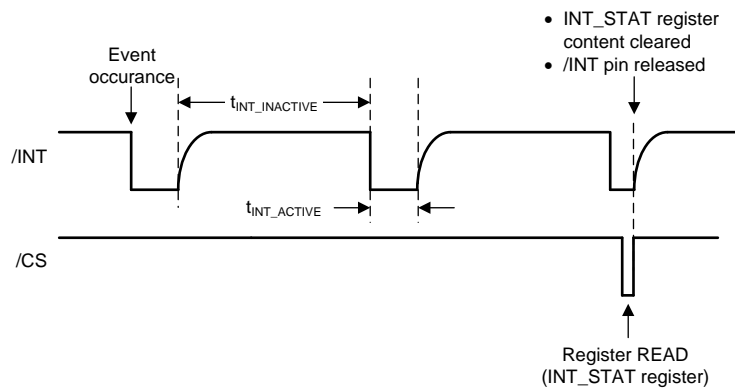 • INT_STAT register
content cleared
• /INT pin released
Event
occurance
tINT_INACTIVE
/INT
tINT_ACTIVE
/CS
Register READ
(INT_STAT register)